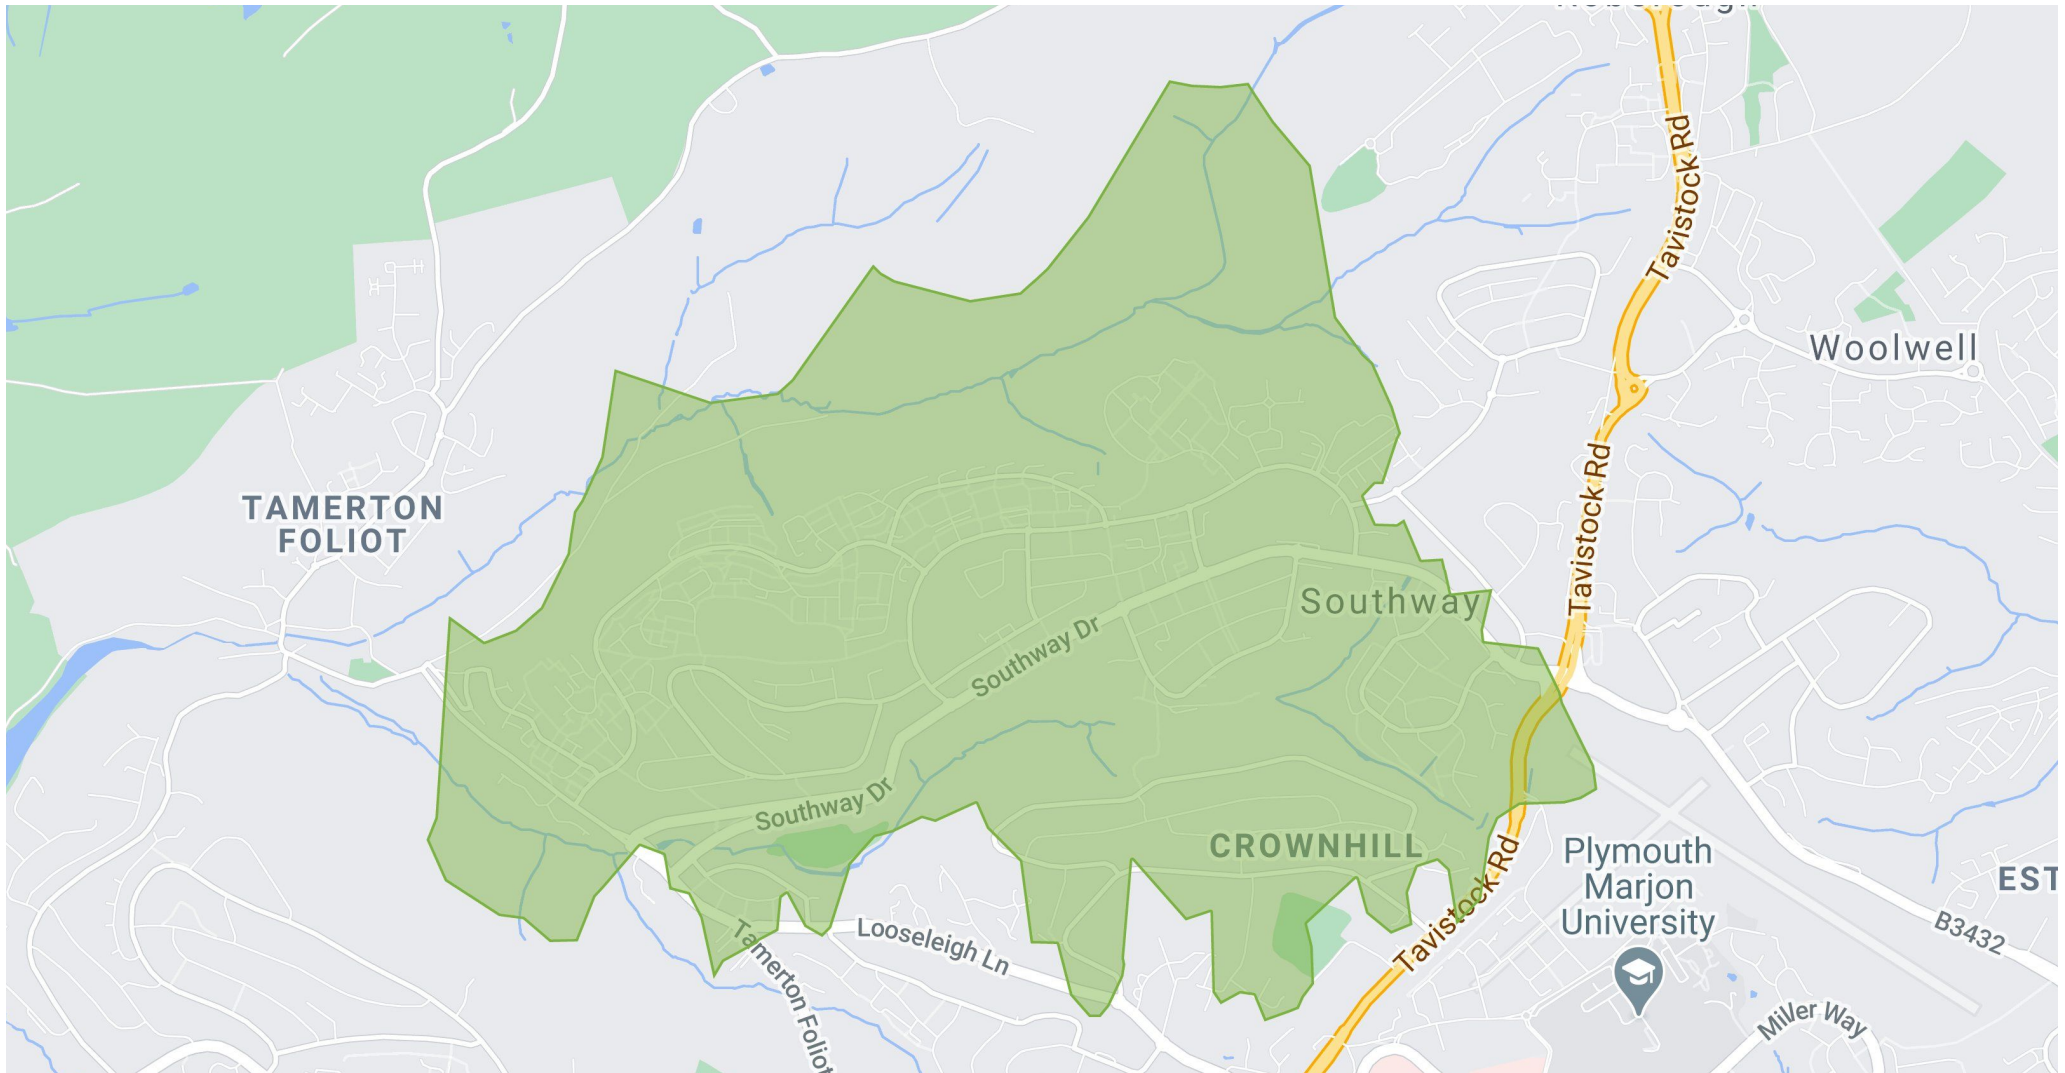 Tavistock Rd
Tavistock Rd
Woolwell
TAMERTON
FOLIOT
Southway
Southway Dr
Southway Dr
CROWNHILL
Tavistock Rd
Plymouth
Marjon
University
EST
B3432
Looseleigh Ln
Tamerton Foliot
Miller Way